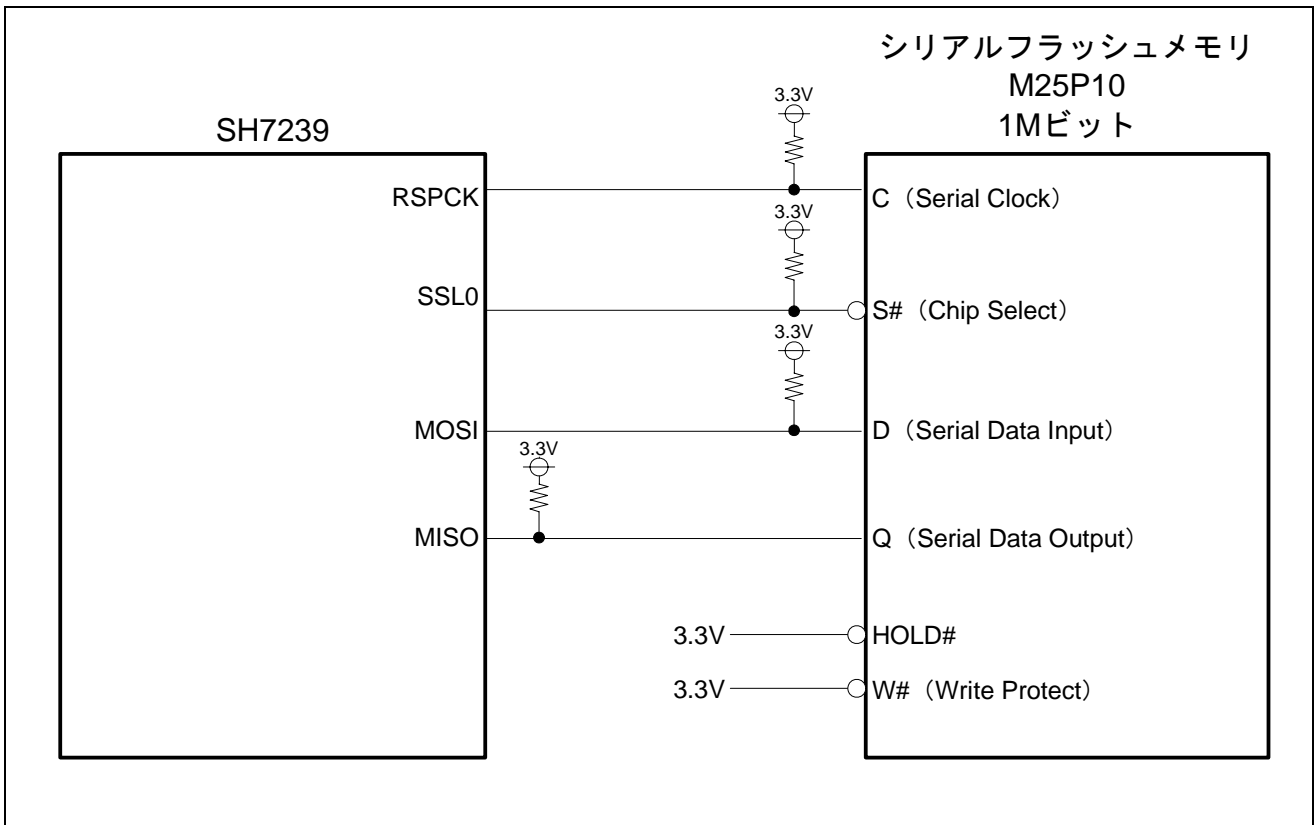 シリアルフラッシュメモリ
M25P10
1Mビット
SH7239
3.3V
RSPCK
C（Serial Clock）
3.3V
SSL0
S#（Chip Select）
3.3V
MOSI
D（Serial Data Input）
3.3V
MISO
Q（Serial Data Output）
3.3V
HOLD#
3.3V
W#（Write Protect）